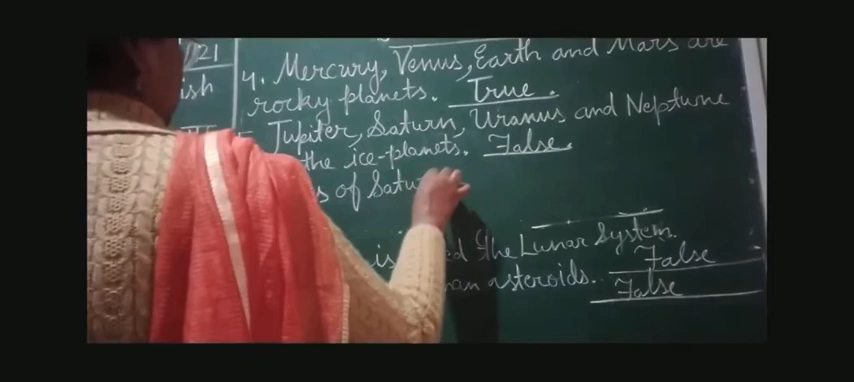 21
ish
4. Mercury, Venus, Earth and Mars are
rocky planets. True.
Jupiter, Saturn, Uranus and Neptune
the ice-planets. False.
s of Satu
is the Lunar System.
False
an asteroids. False